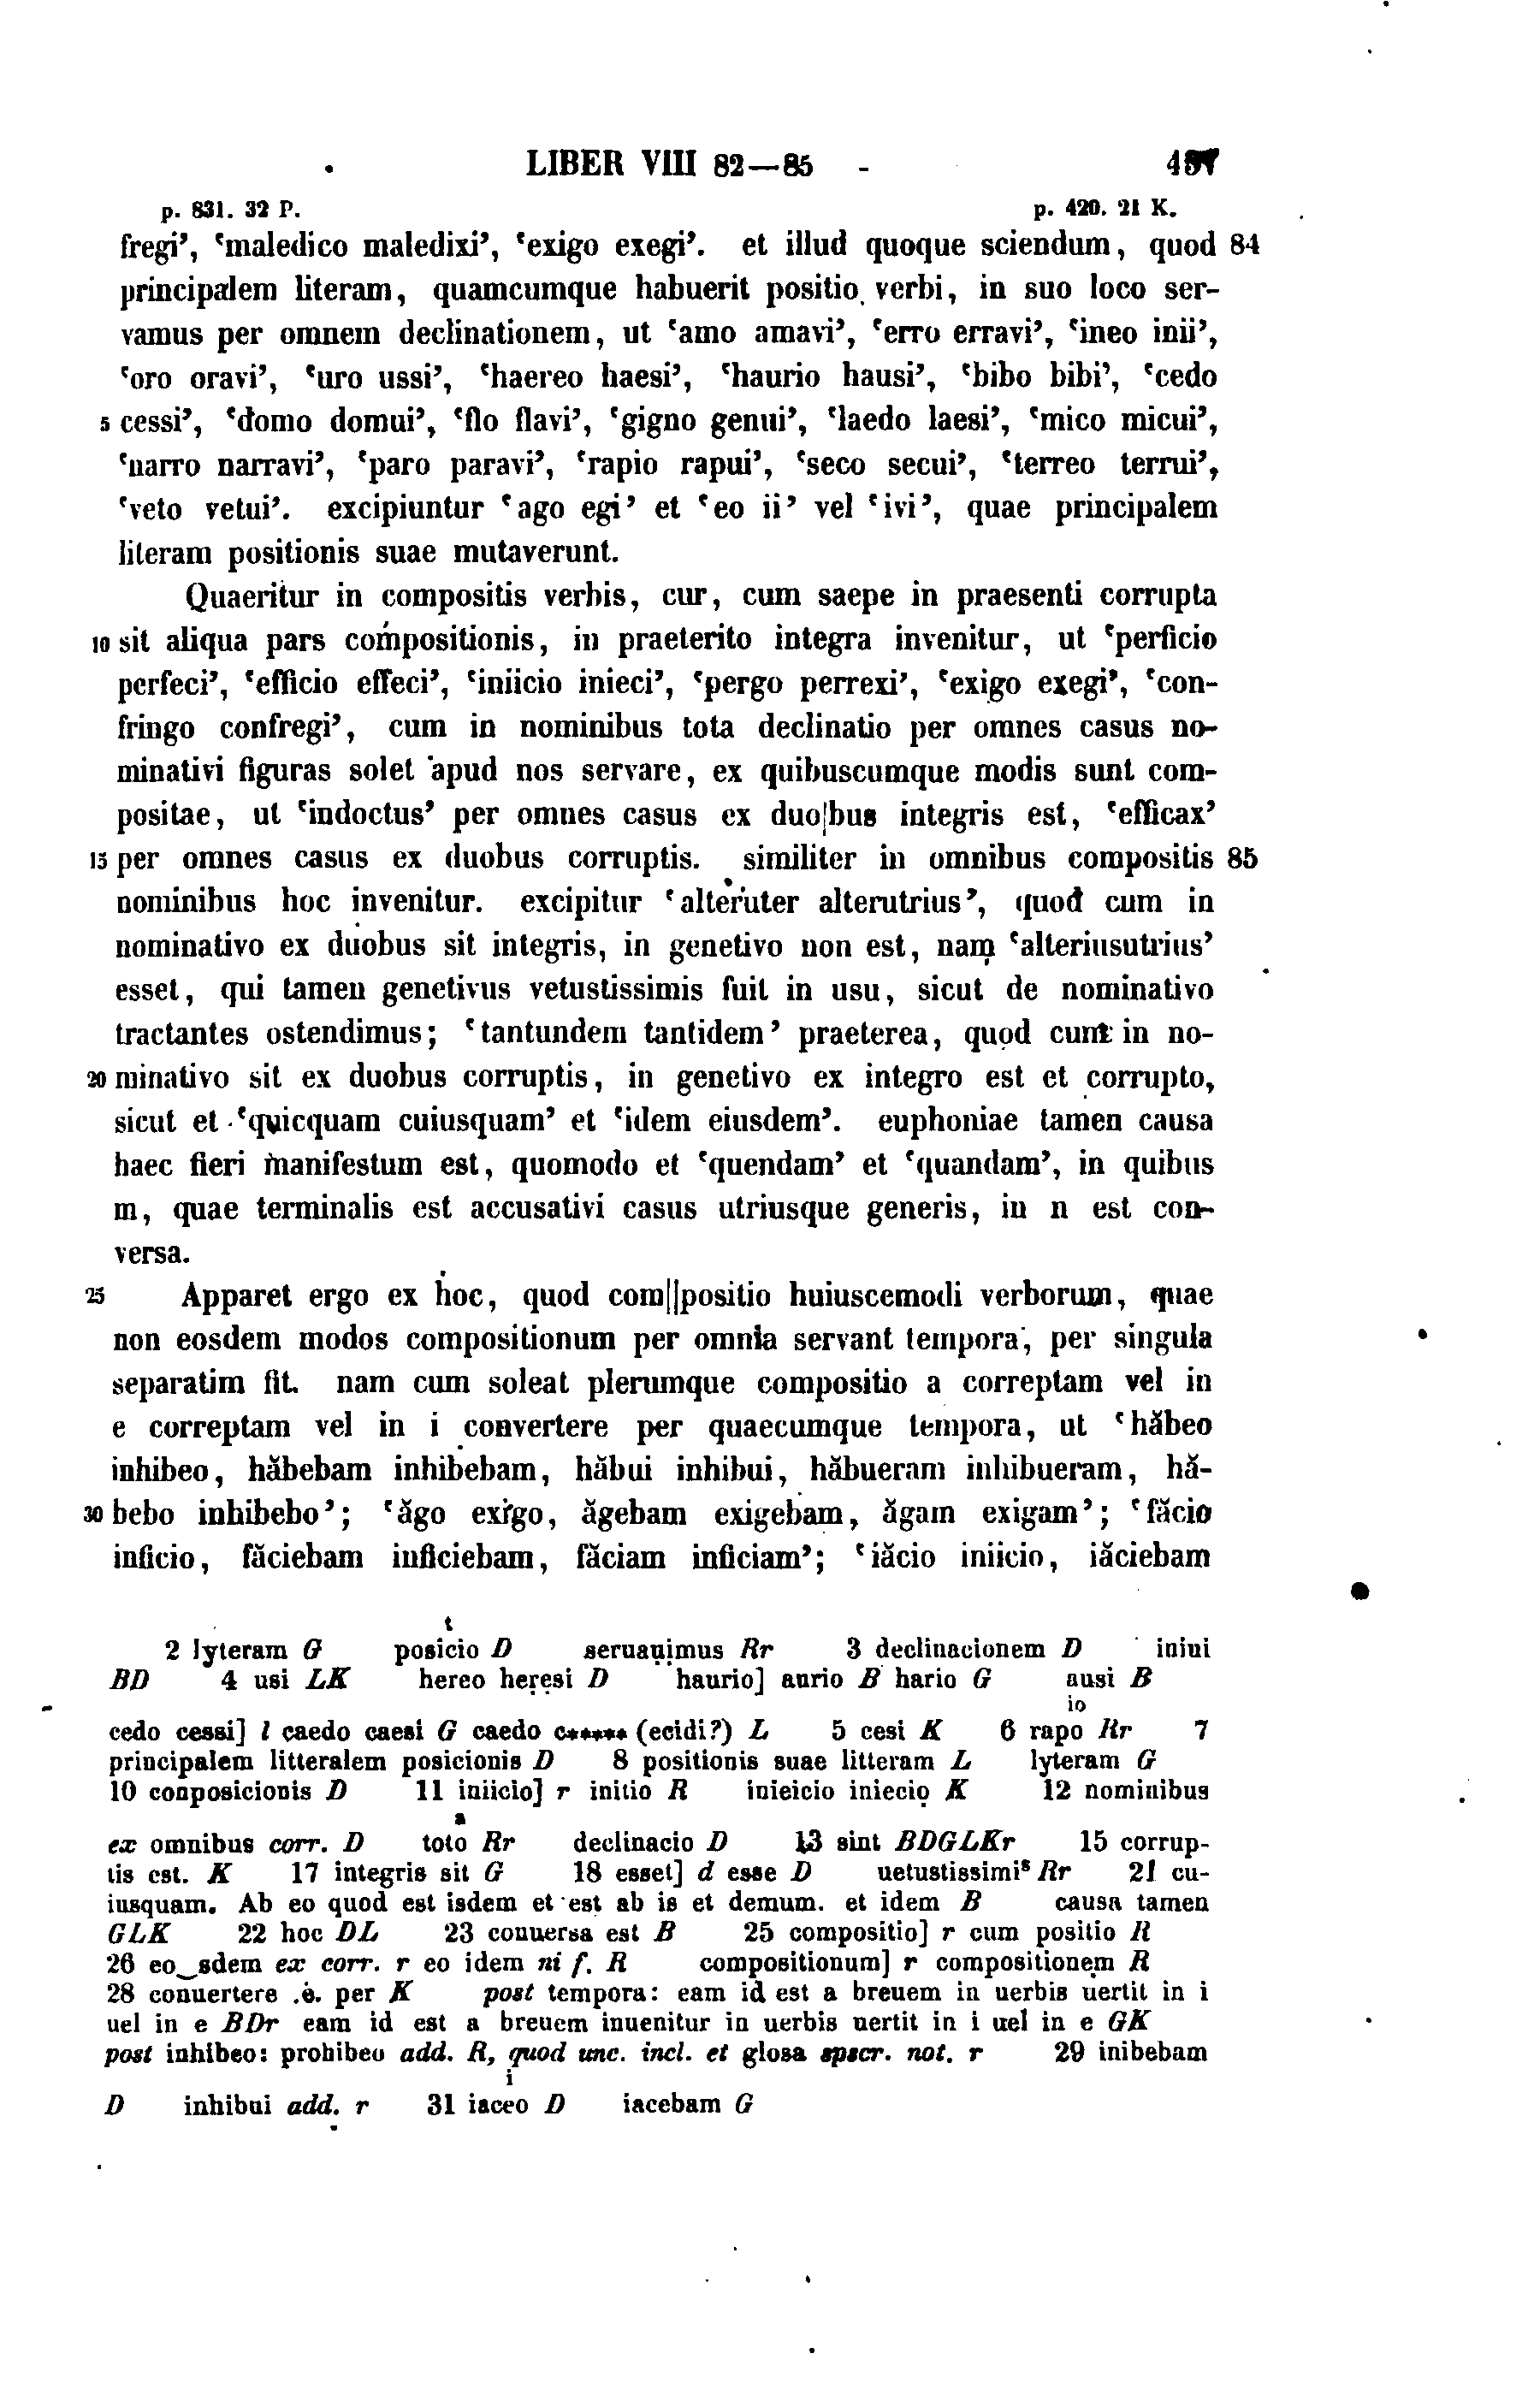 LIBER VIII 82—85 - 437
p. 831. 32 P. p. 420. 21 K.
fregi’, ‘maledico maledixi’, ‘exigo exegi’. et illud quoque sciendum, quod 84
principalem literam, quamcumque habuerit positio verbi, in suo loco ser-
vamus per omnem declinationem, ut ‘amo amavi’, ‘erro erravi’, ‘ineo inii’,
‘oro oravi’, ‘uro ussi’, ‘haereo haesi’, ‘haurio hausi’, ‘bibo bibi’, ‘cedo
5 cessi’, ‘domo domui’, ‘flo flavi’, ‘gigno genui’, ‘laedo laesi’, ‘mico micui’,
‘narro narravi’, ‘paro paravi’, ‘rapio rapui’, ‘seco secui’, ‘terreo terrui’,
‘veto vetui’. excipiuntur ‘ago egi’ et ‘eo ii’ vel ‘ivi’, quae principalem
literam positionis suae mutaverunt.
Quaeritur in compositis verbis, cur, cum saepe in praesenti corrupta
10 sit aliqua pars compositionis, in praeterito integra invenitur, ut ‘perficio
perfeci’, ‘efficio effeci’, ‘iniicio inieci’, ‘pergo perrexi’, ‘exigo exegi’, ‘con-
fringo confregi’, cum in nominibus tota declinatio per omnes casus no-
minativi figuras solet apud nos servare, ex quibuscumque modis sunt com-
positae, ut ‘indoctus’ per omnes casus ex duo|bus integris est, ‘efficax’
15 per omnes casus ex duobus corruptis. similiter in omnibus compositis 85
nominibus hoc invenitur. excipitur ‘alteruter alterutrius’, quod cum in
nominativo ex duobus sit integris, in genetivo non est, nam ‘alteriusutrius’
esset, qui tamen genetivus vetustissimis fuit in usu, sicut de nominativo
tractantes ostendimus; ‘tantundem tantidem’ praeterea, quod cum in no-
20 minativo sit ex duobus corruptis, in genetivo ex integro est et corrupto,
sicut et ‘quicquam cuiusquam’ et ‘idem eiusdem’. euphoniae tamen causa
haec fieri manifestum est, quomodo et ‘quendam’ et ‘quandam’, in quibus
m, quae terminalis est accusativi casus utriusque generis, in n est con-
versa.
25 Apparet ergo ex hoc, quod com||positio huiuscemodi verborum, quae
non eosdem modos compositionum per omnia servant tempora, per singula
separatim fit. nam cum soleat plerumque compositio a correptam vel in
e correptam vel in i convertere per quaecumque tempora, ut ‘hăbeo
inhibeo, hăbebam inhibebam, hăbui inhibui, hăbueram inhibueram, hă-
30 bebo inhibebo’; ‘ăgo exigo, ăgebam exigebam, ăgam exigam’; ‘făcio
inficio, făciebam inficiebam, făciam inficiam’; ‘iăcio iniicio, iăciebam
t
2 lyteram G posicio D seruaụịmus Rr 3 declinacionem D iniui
BD 4 usi LK hereo heṛẹsi D haurio] aurio B hario G ausi B
io
cedo cessi] l caedo caesi G caedo c***** (ecidi?) L 5 cesi K 6 rapo Rr 7
principalem litteralem posicionis D 8 positionis suae litteram L lyteram G
10 conposicionis D 11 iniicio] r initio R inieicio iniecio K 12 nominibus
a
ex omnibus corr. D toto Rr declinacio D 13 sint BDGLKr 15 corrup-
tis est. K 17 integris sit G 18 esset] d esse D uetustissimiˢ Rr 21 cu-
iusquam. Ab eo quod est isdem et est ab is et demum. et idem B causa tamen
GLK 22 hoc DL 23 conuersa est B 25 compositio] r cum positio R
26 eo‿sdem ex corr. r eo idem ni f. R compositionum] r compositioneṃ R
28 conuertere .ė. per K post tempora: eam id est a breuem in uerbis uertit in i
uel in e BDr eam id est a breuem inuenitur in uerbis uertit in i uel in e GK
post inhibeo: prohibeo add. R, quod unc. incl. et glosa spscr. not. r 29 inibebam
i
D inhibui add. r 31 iaceo D iacebam G